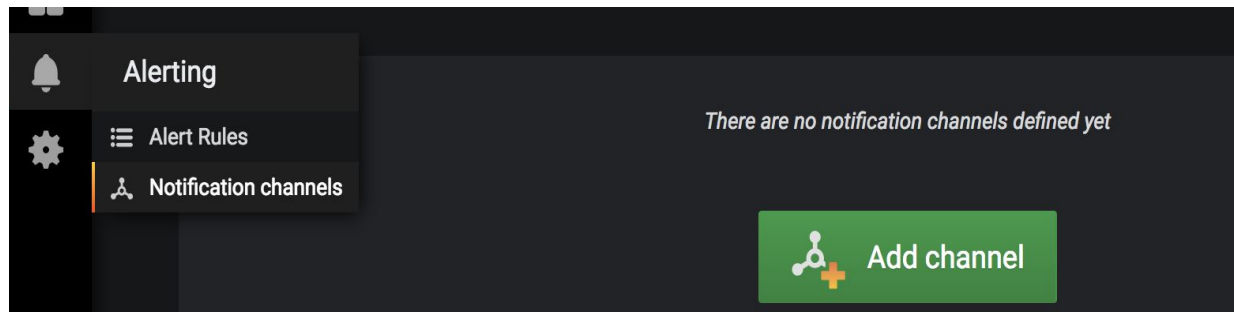 Alerting
Alert Rules
Notification channels
There are no notification channels defined yet
Add channel